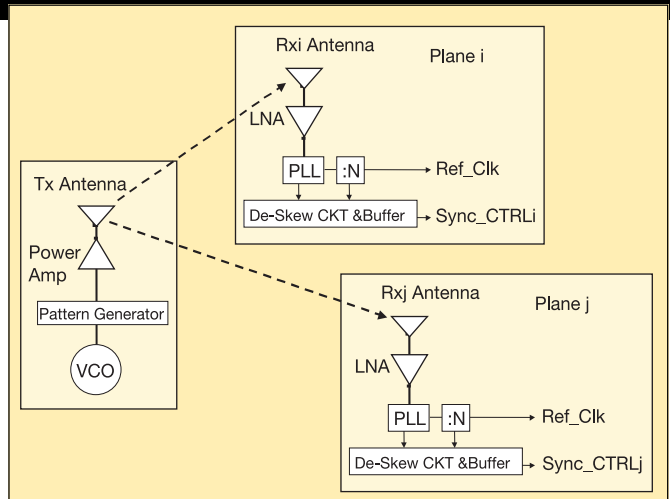 Rxi Antenna
Plane i
LNA
PLL
:N
Ref_Clk
De-Skew CKT &Buffer
Sync_CTRLi
Tx Antenna
Power
Amp
Pattern Generator
VCO
Rxj Antenna
Plane j
LNA
PLL
:N
Ref_Clk
De-Skew CKT &Buffer
Sync_CTRLj